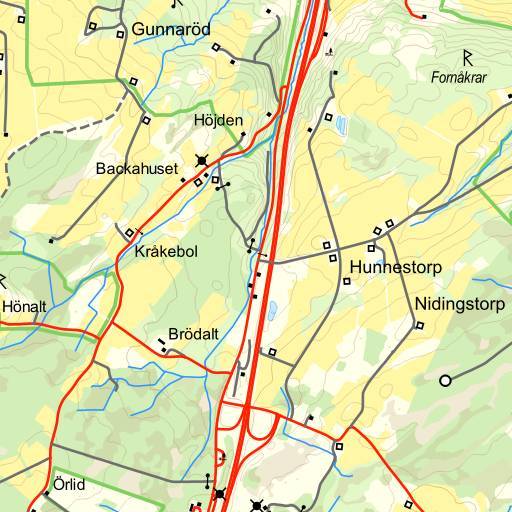 Gunnaröd
Fornåkrar
Höjden
Backahuset
Kråkebol
Hunnestorp
Hönalt
Nidingstorp
Brödalt
Örlid